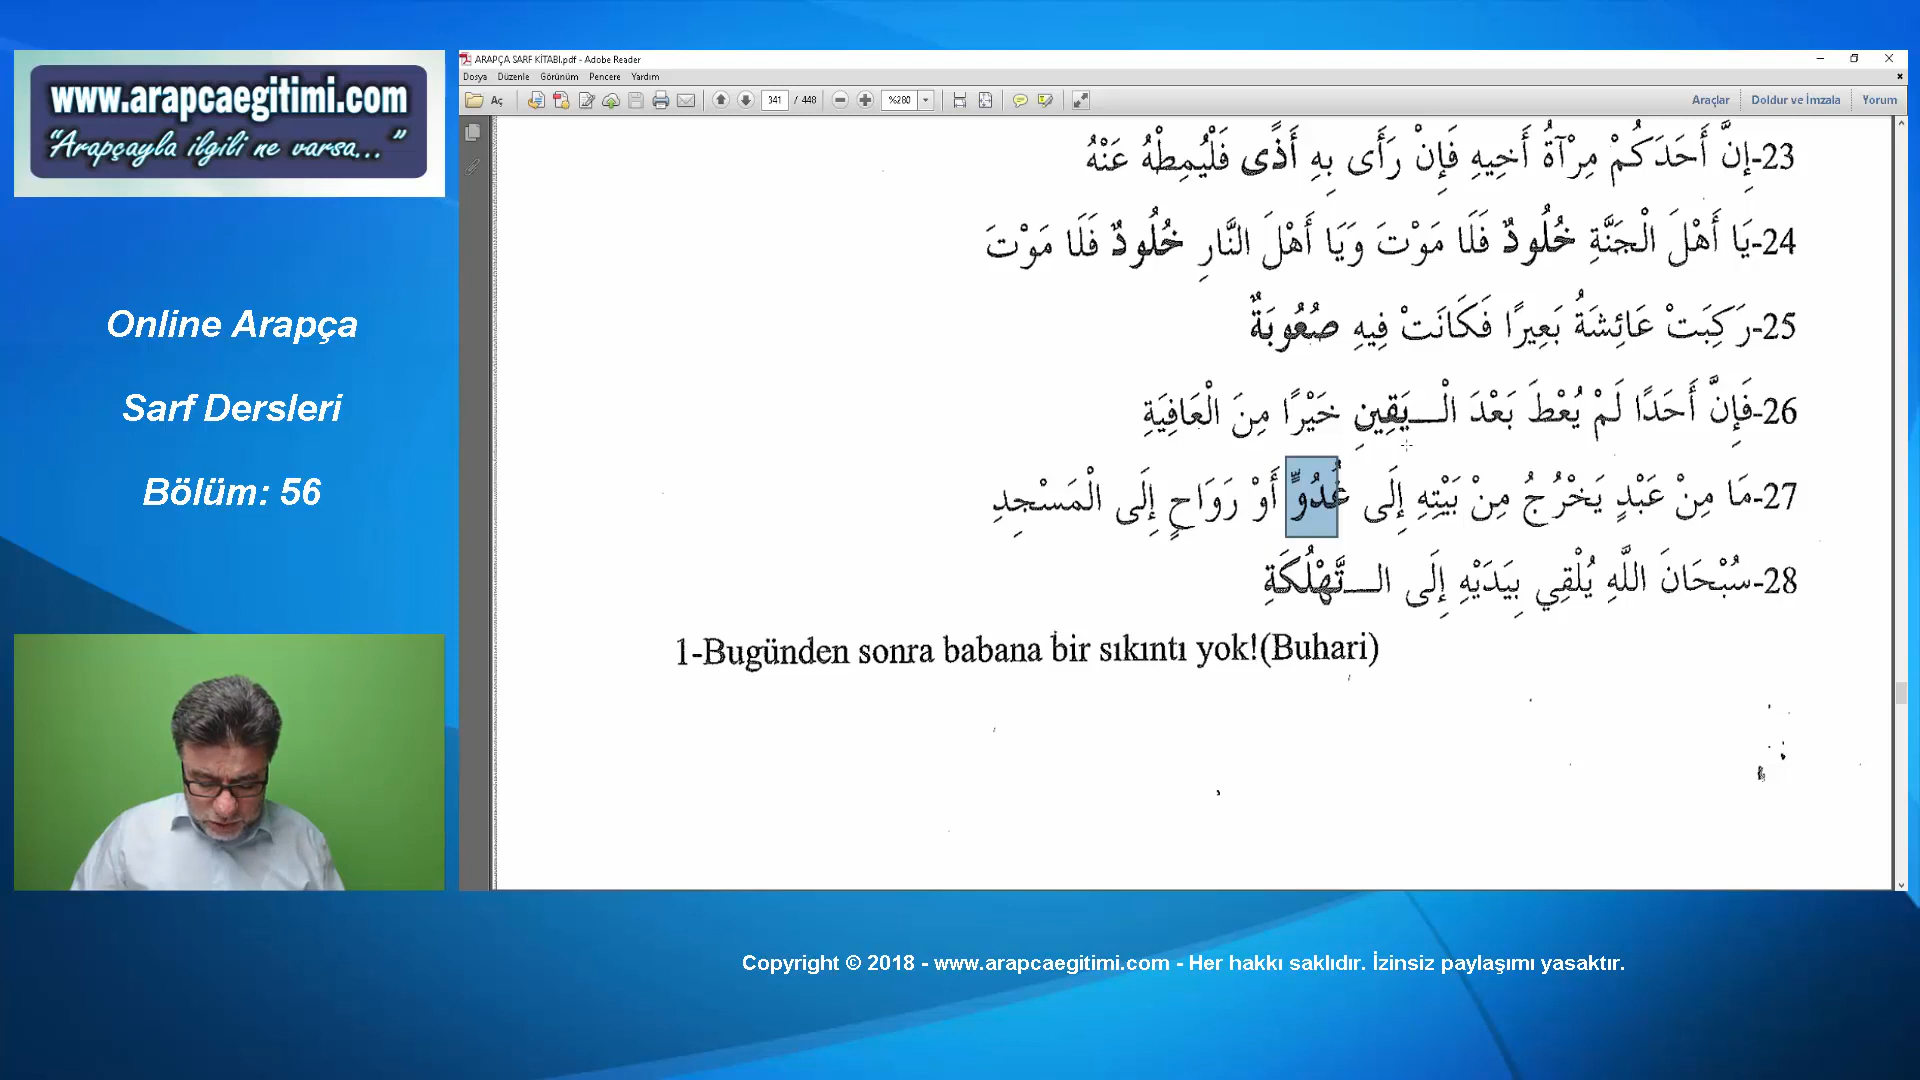 www.arapcaegitimi.com
“Arapçayla ilgili ne varsa...”
Online Arapça
Sarf Dersleri
Bölüm: 56
ARAPÇA SARF KİTABI.pdf - Adobe Reader
Dosya Düzenle Görünüm Pencere Yardım
Aç 341 / 448 %280 Araçlar Doldur ve İmzala Yorum
23-إِنَّ أَحَدَكُمْ مِرْآةُ أَخِيهِ فَإِنْ رَأَى بِهِ أَذًى فَلْيُمِطْهُ عَنْهُ
24-يَا أَهْلَ الْجَنَّةِ خُلُودٌ فَلَا مَوْتَ وَيَا أَهْلَ النَّارِ خُلُودٌ فَلَا مَوْتَ
25-رَكِبَتْ عَائِشَةُ بَعِيرًا فَكَانَتْ فِيهِ صُعُوبَةٌ
26-فَإِنَّ أَحَدًا لَمْ يُعْطَ بَعْدَ الْـــيَقِينِ خَيْرًا مِنَ الْعَافِيَةِ
27-مَا مِنْ عَبْدٍ يَخْرُجُ مِنْ بَيْتِهِ إِلَى غُدُوٍّ أَوْ رَوَاحٍ إِلَى الْمَسْجِدِ
28-سُبْحَانَ اللَّهِ يُلْقِي بِيَدَيْهِ إِلَى الـــتَّهْلُكَةِ
1-Bugünden sonra babana bir sıkıntı yok!(Buhari)
Copyright © 2018 - www.arapcaegitimi.com - Her hakkı saklıdır. İzinsiz paylaşımı yasaktır.